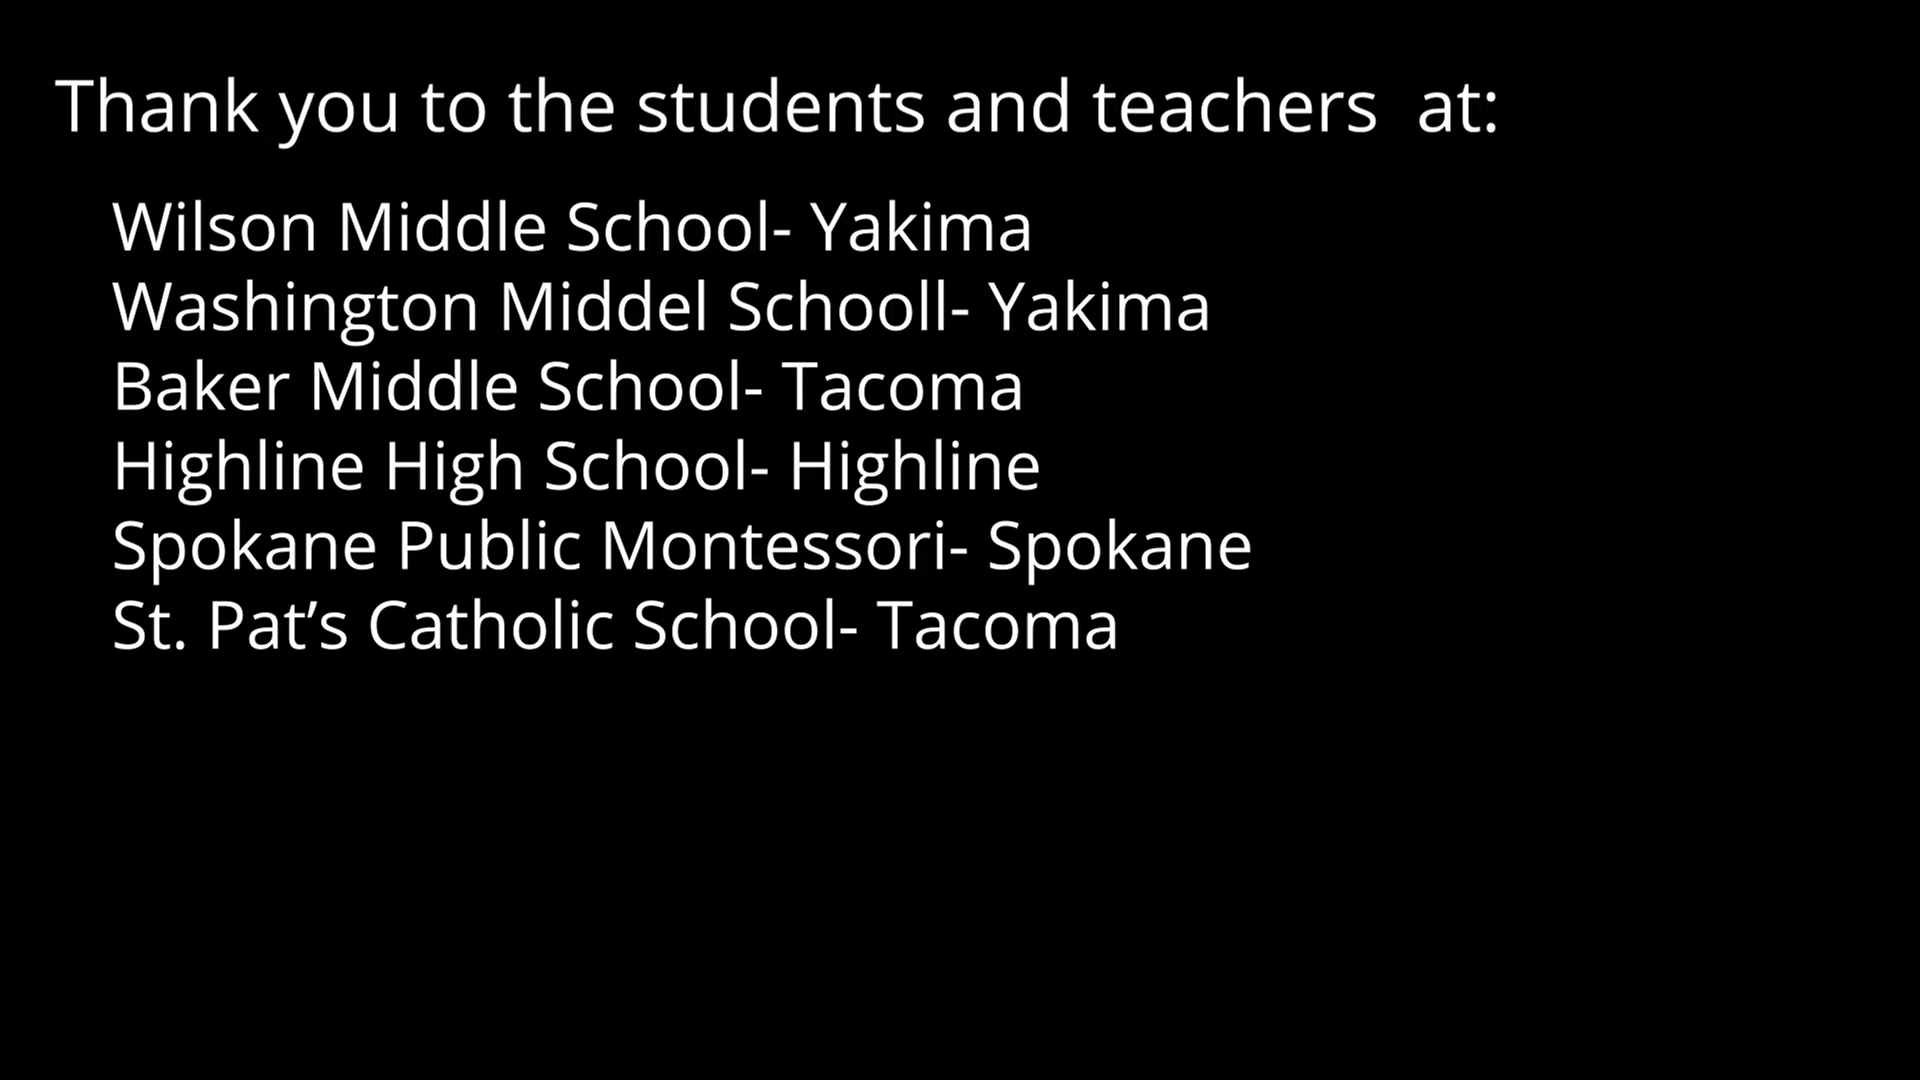 Thank you to the students and teachers  at:
Wilson Middle School- Yakima
Washington Middel Schooll- Yakima
Baker Middle School- Tacoma
Highline High School- Highline
Spokane Public Montessori- Spokane
St. Pat’s Catholic School- Tacoma